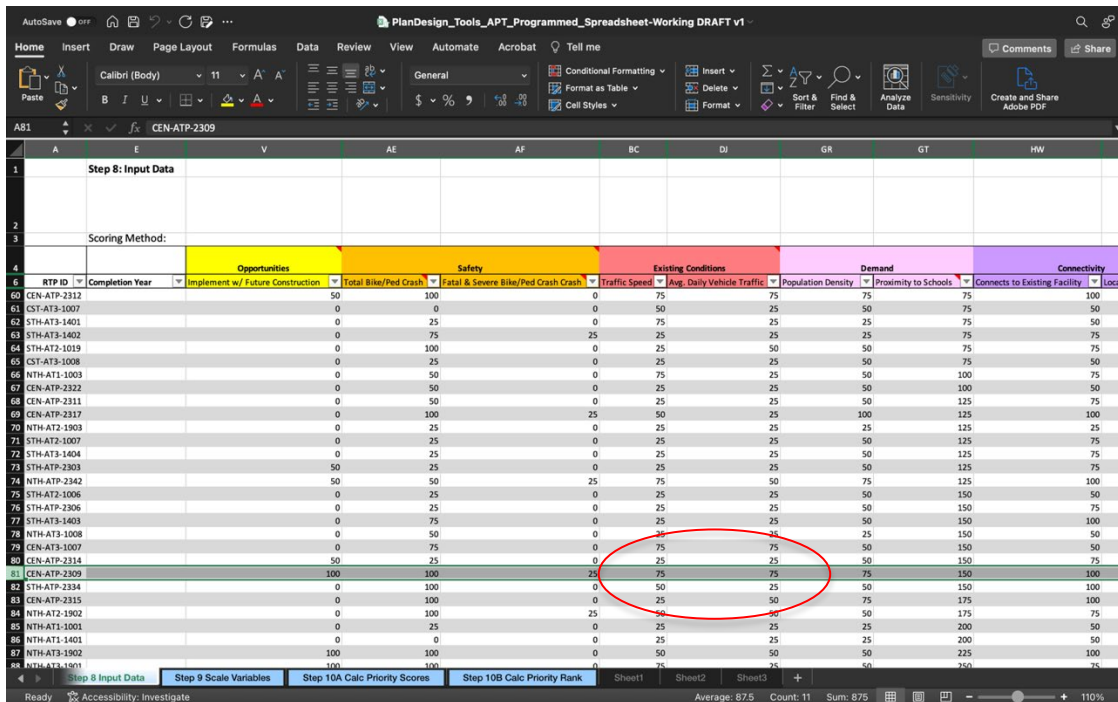 AutoSave OFF
PlanDesign_Tools_APT_Programmed_Spreadsheet-Working DRAFT v1
Home Insert Draw Page Layout Formulas Data Review View Automate Acrobat Tell me Comments Share
Paste Calibri (Body) 11 A A General Conditional Formatting Insert
B I U A $ % Format as Table Delete Sort & Filter Find & Select Analyze Data Sensitivity Create and Share Adobe PDF
Cell Styles Format
A81 fx CEN-ATP-2309
A E V AE AF BC DJ GR GT HW
1 Step 8: Input Data
2
3 Scoring Method:
4 Opportunities Safety Existing Conditions Demand Connectivity
6 RTP ID Completion Year Implement w/ Future Construction Total Bike/Ped Crash Fatal & Severe Bike/Ped Crash Crash Traffic Speed Avg. Daily Vehicle Traffic Population Density Proximity to Schools Connects to Existing Facility Loc
60 CEN-ATP-2312 50 100 0 75 75 75 75 100
61 CST-AT3-1007 0 0 0 50 25 50 75 50
62 STH-AT3-1401 0 25 0 75 25 25 75 50
63 STH-AT3-1402 0 75 25 25 25 25 75 75
64 STH-AT2-1019 0 100 0 25 50 50 75 75
65 CST-AT3-1008 0 25 0 25 25 50 75 50
66 NTH-AT1-1003 0 50 0 75 25 50 100 75
67 CEN-ATP-2322 0 50 0 25 25 50 100 50
68 CEN-ATP-2311 0 50 0 25 25 50 125 75
69 CEN-ATP-2317 0 100 25 50 25 100 125 100
70 NTH-AT2-1903 0 25 0 25 25 25 125 25
71 STH-AT2-1007 0 25 0 25 25 50 125 75
72 STH-AT3-1404 0 25 0 25 25 25 125 75
73 STH-ATP-2303 50 25 0 25 25 50 125 75
74 NTH-ATP-2342 50 50 25 75 50 75 125 100
75 STH-AT2-1006 0 25 0 25 25 50 150 50
76 STH-ATP-2306 0 25 0 25 25 50 150 75
77 STH-AT3-1403 0 75 0 25 25 50 150 100
78 NTH-AT3-1008 0 50 0 25 25 25 150 50
79 CEN-AT3-1007 0 75 0 75 75 50 150 50
80 CEN-ATP-2314 50 25 0 25 25 50 150 75
81 CEN-ATP-2309 100 100 25 75 75 75 150 100
82 STH-ATP-2334 0 100 0 50 25 50 150 100
83 CEN-ATP-2315 0 100 0 25 50 75 175 100
84 NTH-AT2-1902 0 100 25 50 50 50 175 75
85 NTH-AT1-1001 0 25 0 25 25 25 200 50
86 NTH-AT1-1401 0 0 0 25 25 25 200 50
87 NTH-AT3-1902 100 100 0 50 50 50 225 100
88 NTH-AT3-1901 100 100 0 75 25 50 250 75
Step 8 Input Data Step 9 Scale Variables Step 10A Calc Priority Scores Step 10B Calc Priority Rank Sheet1 Sheet2 Sheet3 +
Ready Accessibility: Investigate Average: 87.5 Count: 11 Sum: 875 - + 110%